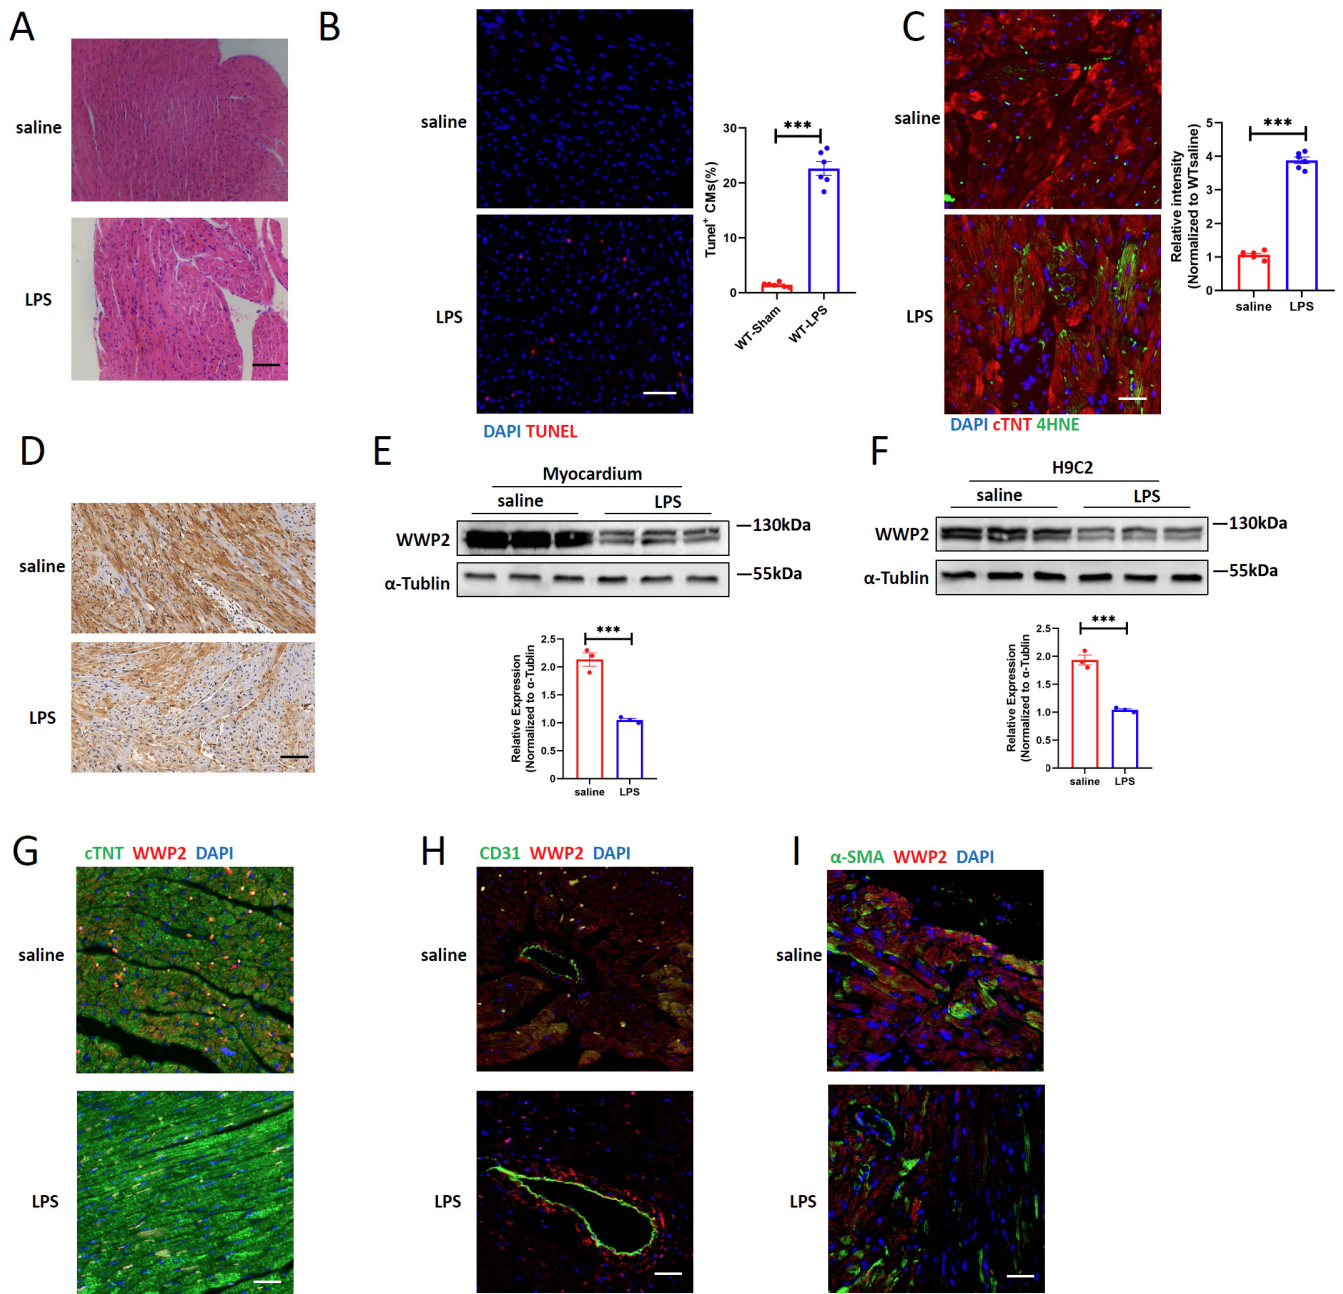 A
saline
LPS
B
saline
LPS
DAPI TUNEL
Tunel+ CMs(%)
30
20
10
0
***
WT-Sham
WT-LPS
C
saline
LPS
DAPI cTNT 4HNE
Relative intensity
(Normalized to WTsaline)
5
4
3
2
1
0
***
saline
LPS
D
saline
LPS
E
Myocardium
saline LPS
WWP2
—130kDa
α-Tublin
—55kDa
Relative Expression
(Normalized to α-Tublin
2.5
2.0
1.5
1.0
0.5
0
***
saline
LPS
F
H9C2
saline LPS
WWP2
—130kDa
α-Tublin
—55kDa
Relative Expression
(Normalized to α-Tublin
2.5
2.0
1.5
1.0
0.5
0
***
saline
LPS
G
cTNT WWP2 DAPI
saline
LPS
H
CD31 WWP2 DAPI
saline
LPS
I
α-SMA WWP2 DAPI
saline
LPS